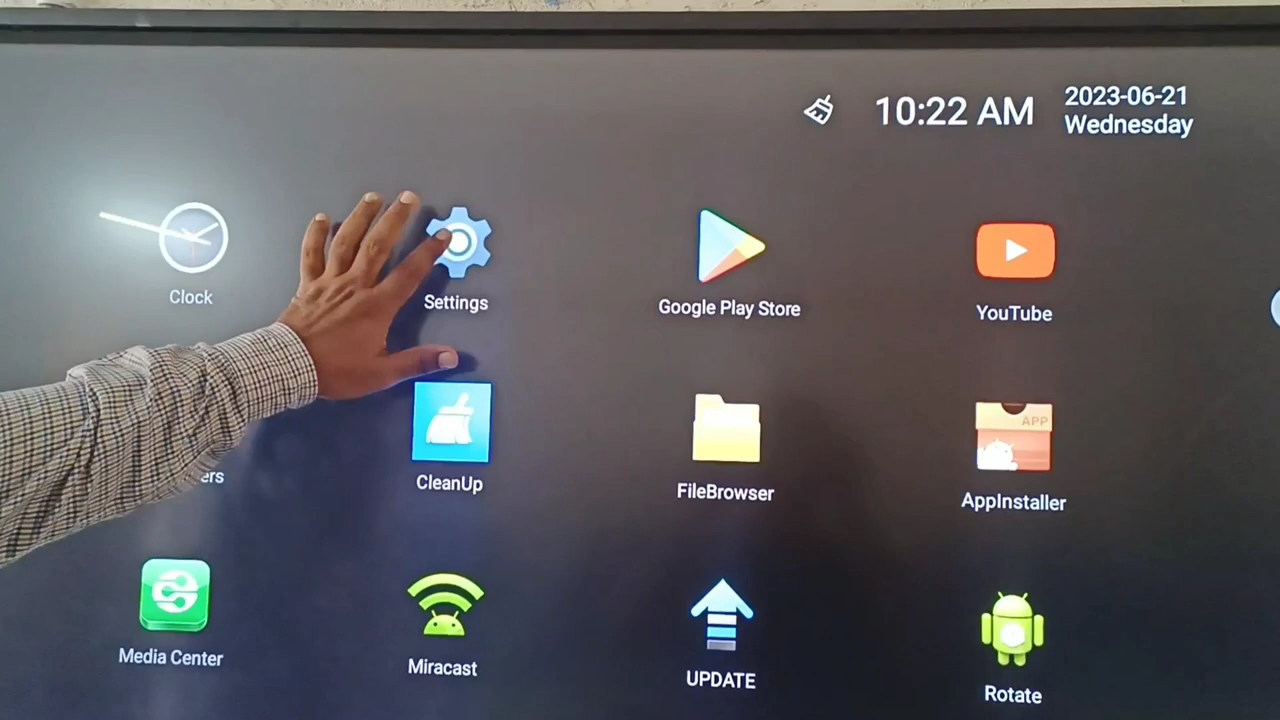 10:22 AM
2023-06-21
Wednesday
Clock
Settings
Google Play Store
YouTube
APP
CleanUp
FileBrowser
AppInstaller
Media Center
Miracast
UPDATE
Rotate